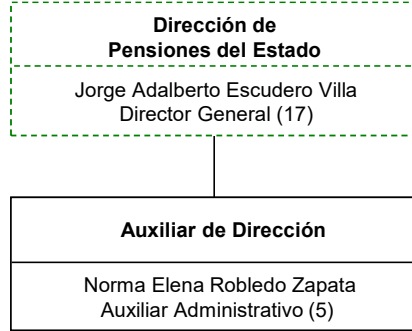 Dirección de
Pensiones del Estado
Jorge Adalberto Escudero Villa
Director General (17)
Auxiliar de Dirección
Norma Elena Robledo Zapata
Auxiliar Administrativo (5)